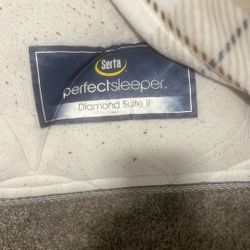 Serta
perfectsleeper
Diamond Suite II